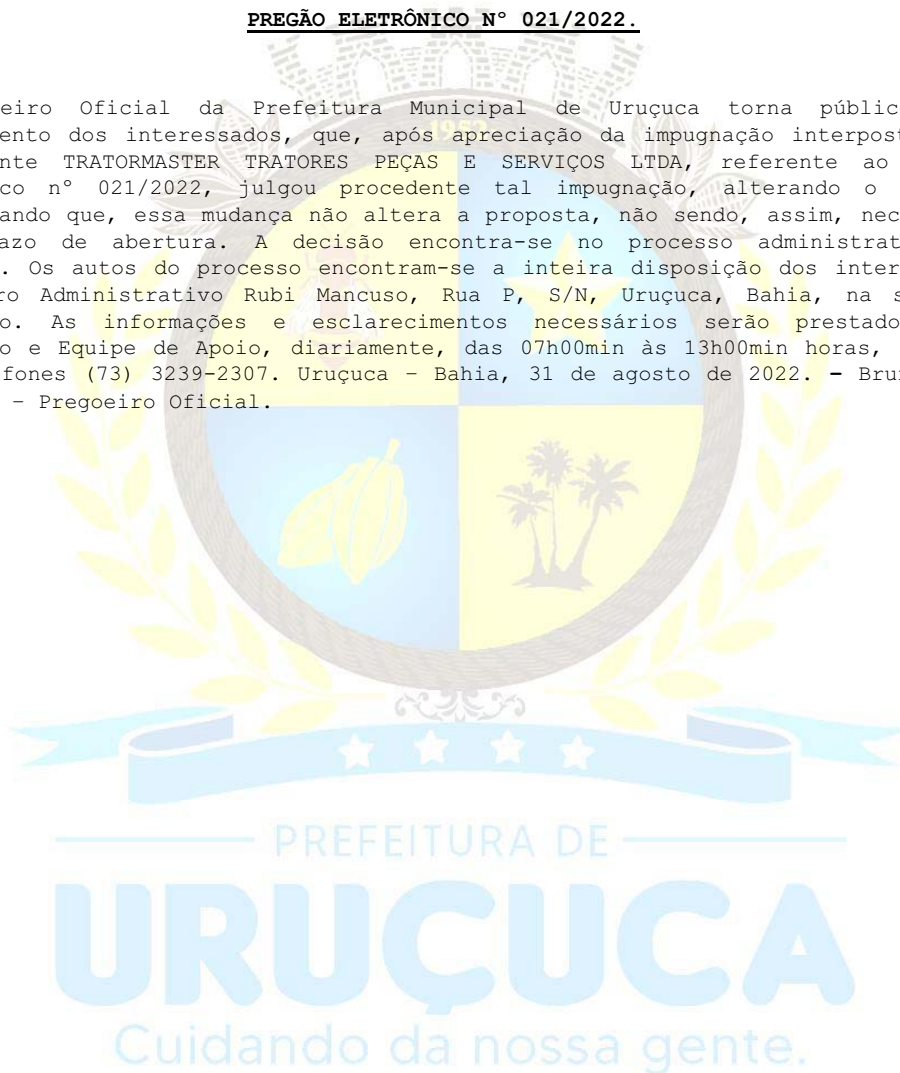 PREGÃO ELETRÔNICO Nº 021/2022.
eiro Oficial da Prefeitura Municipal de Uruçuca torna públic
ento dos interessados, que, após apreciação da impugnação interpost
nte TRATORMASTER TRATORES PEÇAS E SERVIÇOS LTDA, referente ao
co nº 021/2022, julgou procedente tal impugnação, alterando o
ando que, essa mudança não altera a proposta, não sendo, assim, nec
azo de abertura. A decisão encontra-se no processo administrat
. Os autos do processo encontram-se a inteira disposição dos inter
ro Administrativo Rubi Mancuso, Rua P, S/N, Uruçuca, Bahia, na s
o. As informações e esclarecimentos necessários serão prestado
o e Equipe de Apoio, diariamente, das 07h00min às 13h00min horas,
fones (73) 3239-2307. Uruçuca – Bahia, 31 de agosto de 2022. – Bru
– Pregoeiro Oficial.
1952
PREFEITURA DE
URUÇUCA
Cuidando da nossa gente.